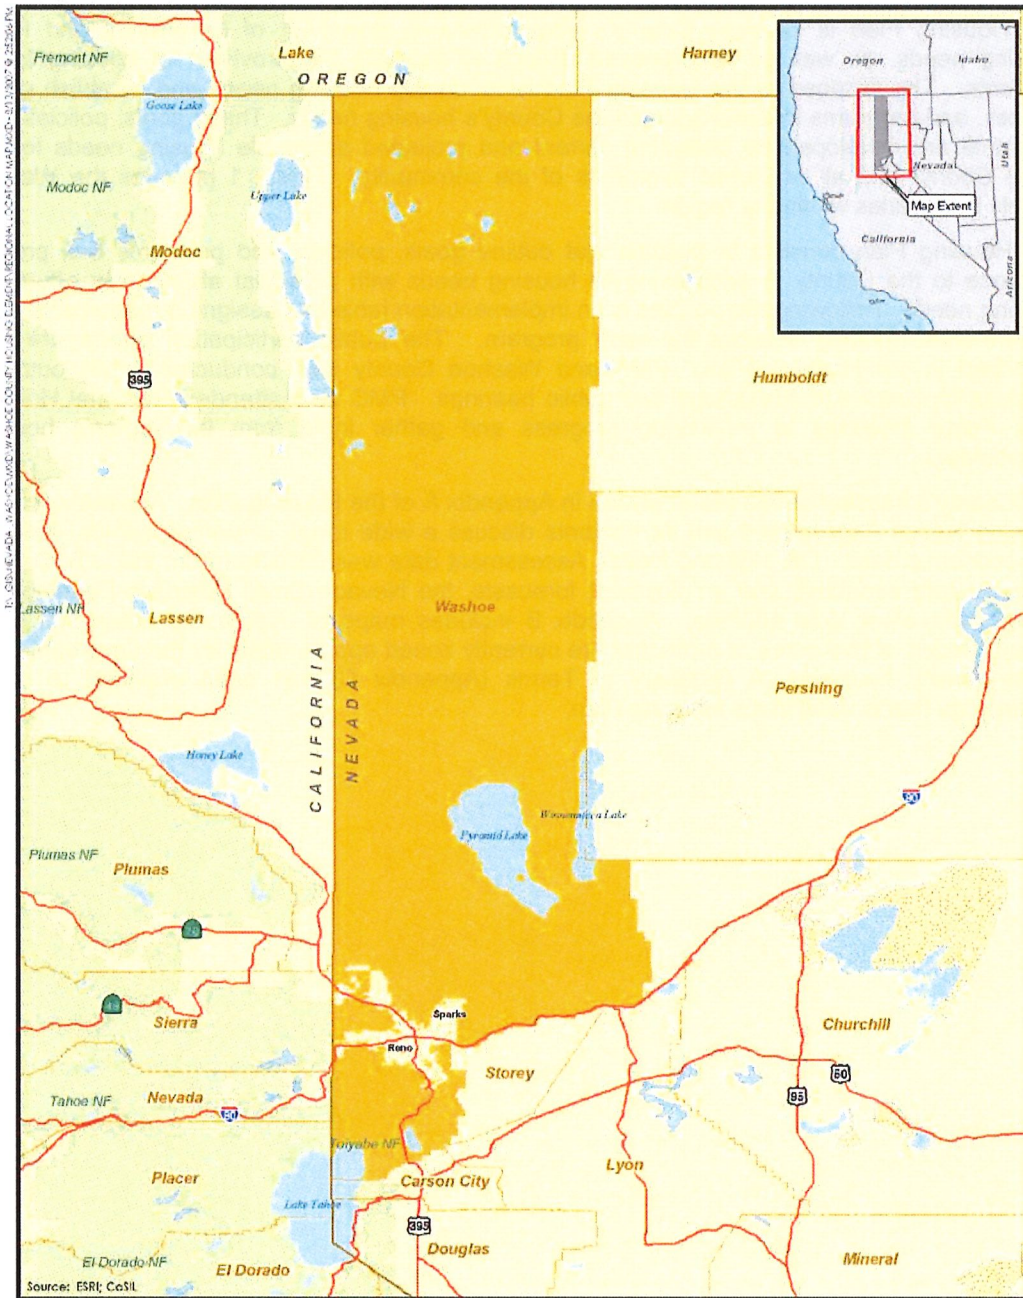 Fremont NF
Lake
Harney
OREGON
Goose Lake
Modoc NF
Upper Lake
Modoc
395
Humboldt
Oregon
Idaho
Nevada
Utah
Map Extent
California
Arizona
Lassen NF
Lassen
Washoe
CALIFORNIA
NEVADA
Pershing
Honey Lake
80
Pyramid Lake
Winnemucca Lake
Plumas NF
Plumas
Sparks
Reno
Sierra
Storey
Churchill
50
95
Tahoe NF
Nevada
80
Toiyabe NF
Lyon
Placer
Carson City
Lake Tahoe
395
Douglas
El Dorado NF
El Dorado
Mineral
Source: ESRI; CaSIL